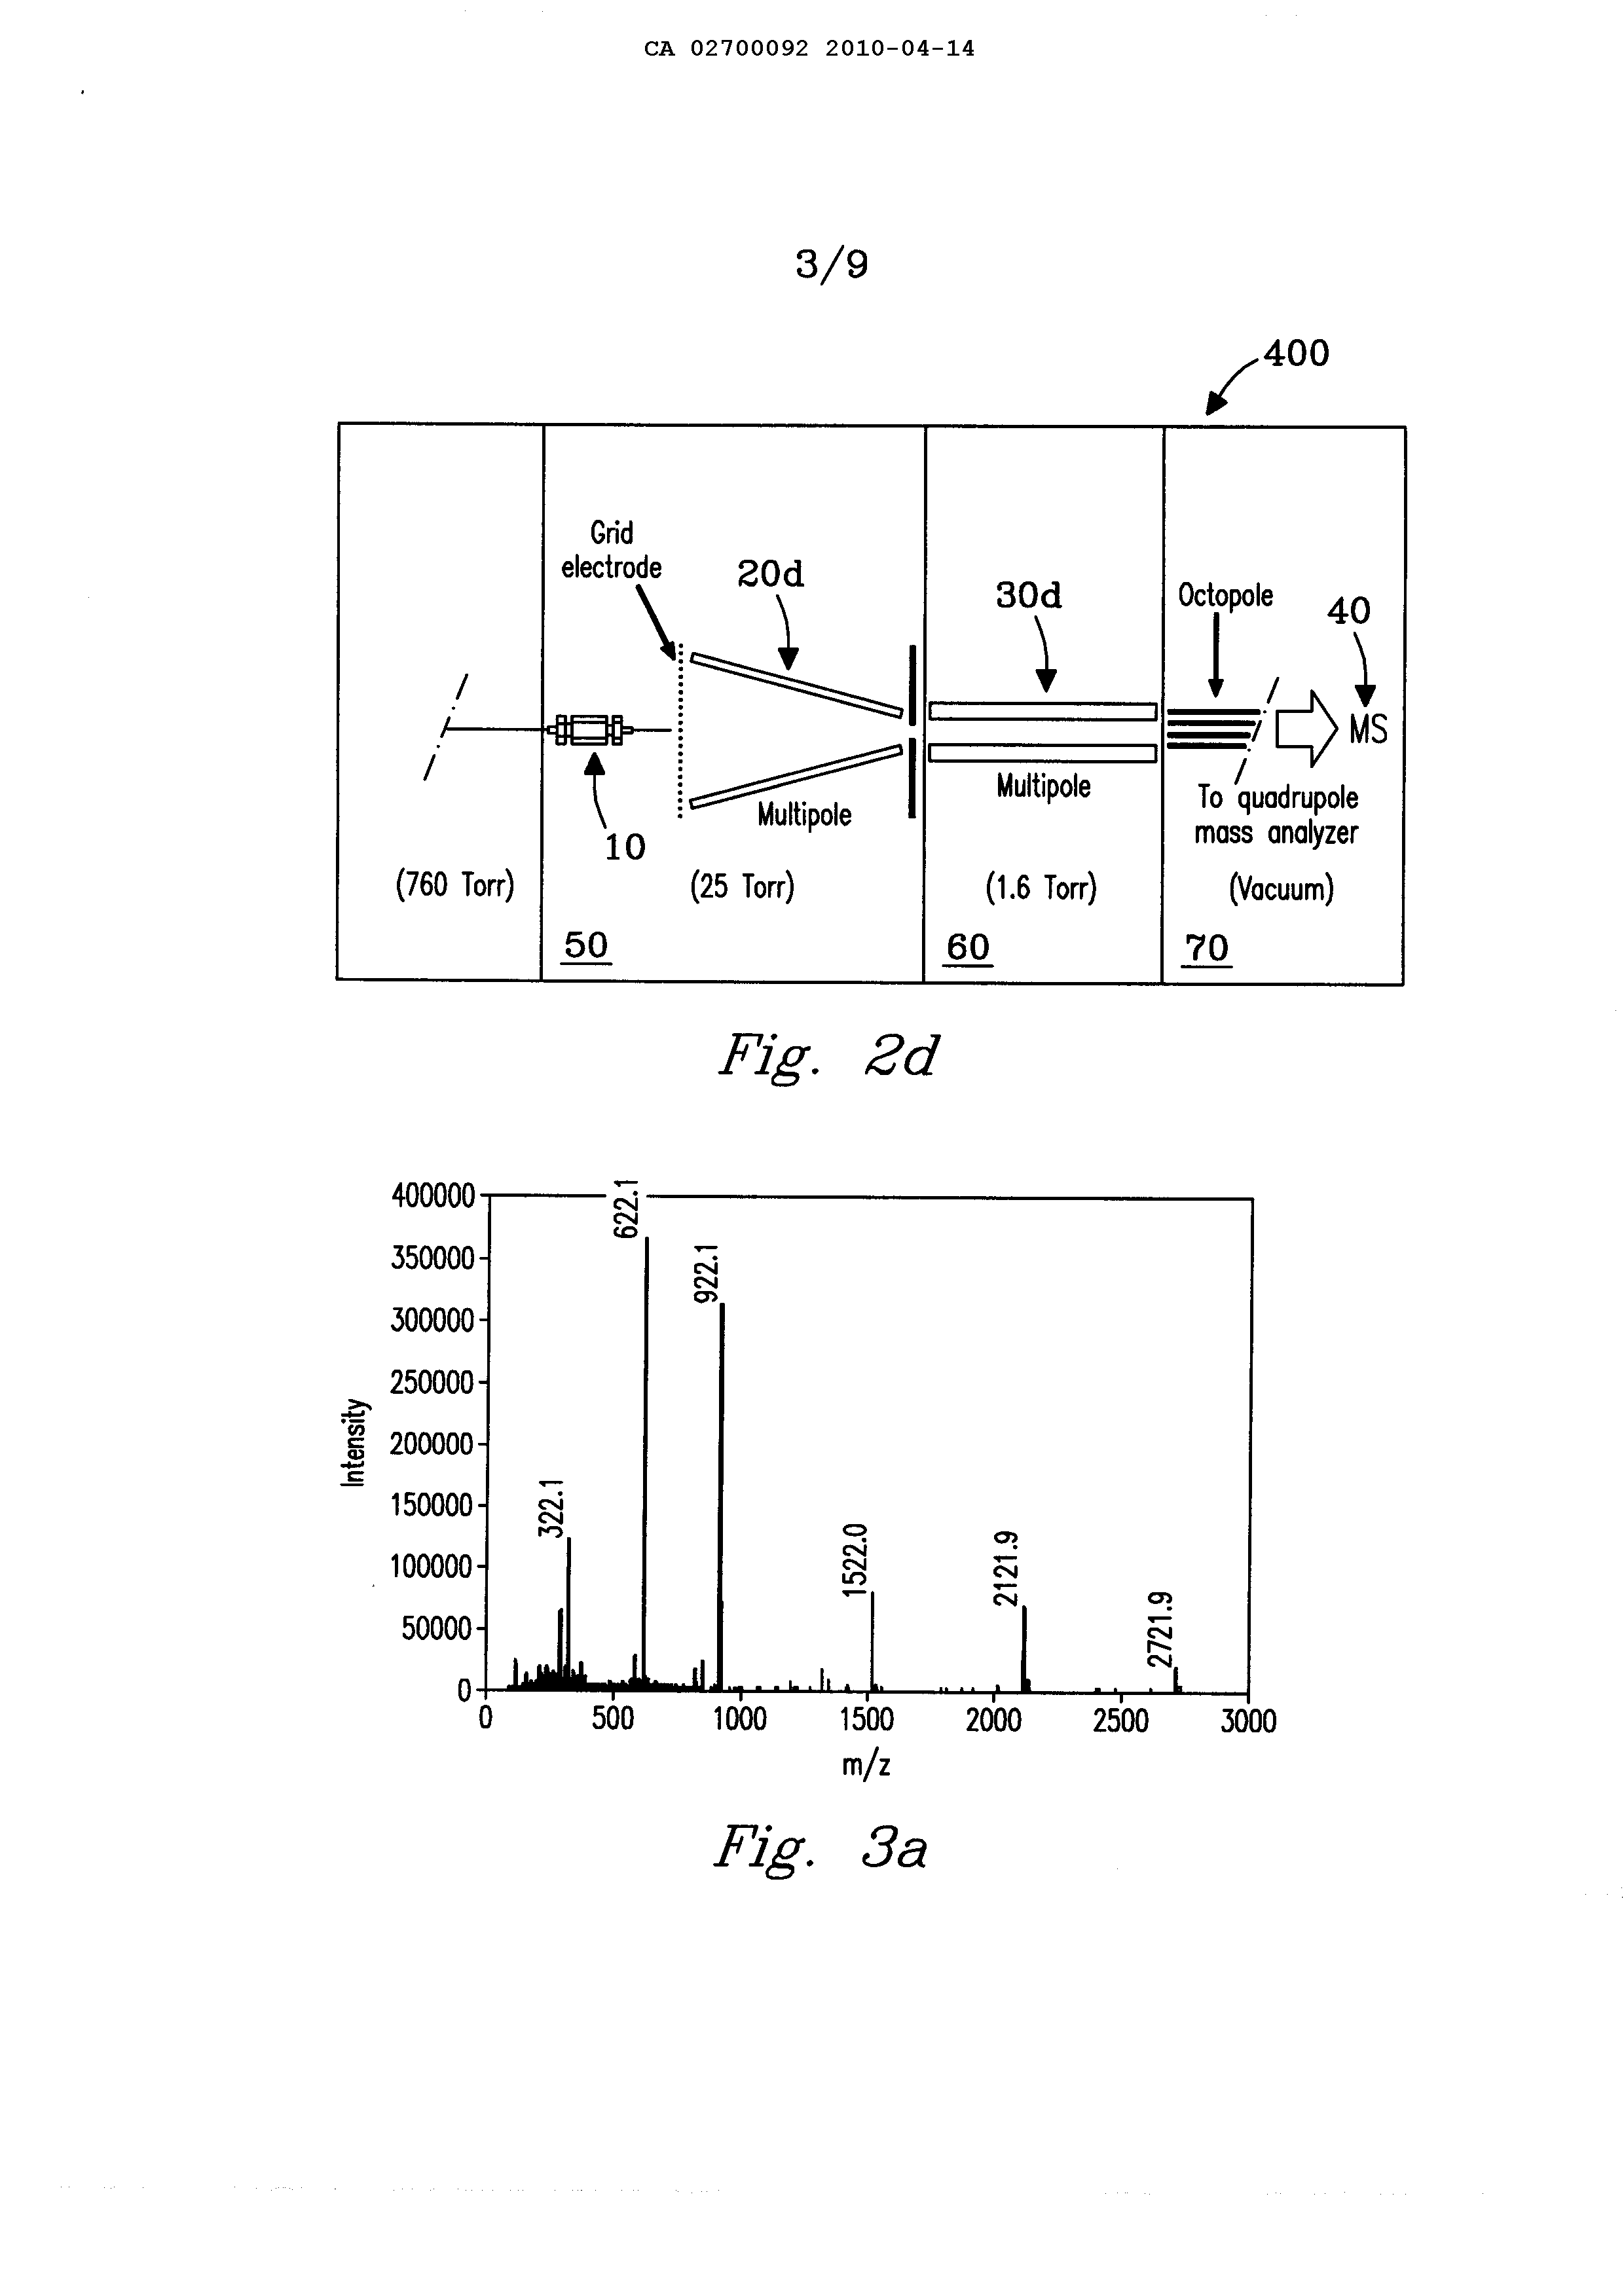 CA 02700092 2010-04-14
3/9
400
Grid
electrode
20d
30d
Octopole
40
MS
10
Multipole
Multipole
To quadrupole
mass analyzer
(760 Torr)
(25 Torr)
(1.6 Torr)
(Vacuum)
50
60
70
Fig. 2d
400000
350000
300000
250000
200000
150000
100000
50000
0
Intensity
322.1
622.1
922.1
1522.0
2121.9
2721.9
0
500
1000
1500
2000
2500
3000
m/z
Fig. 3a